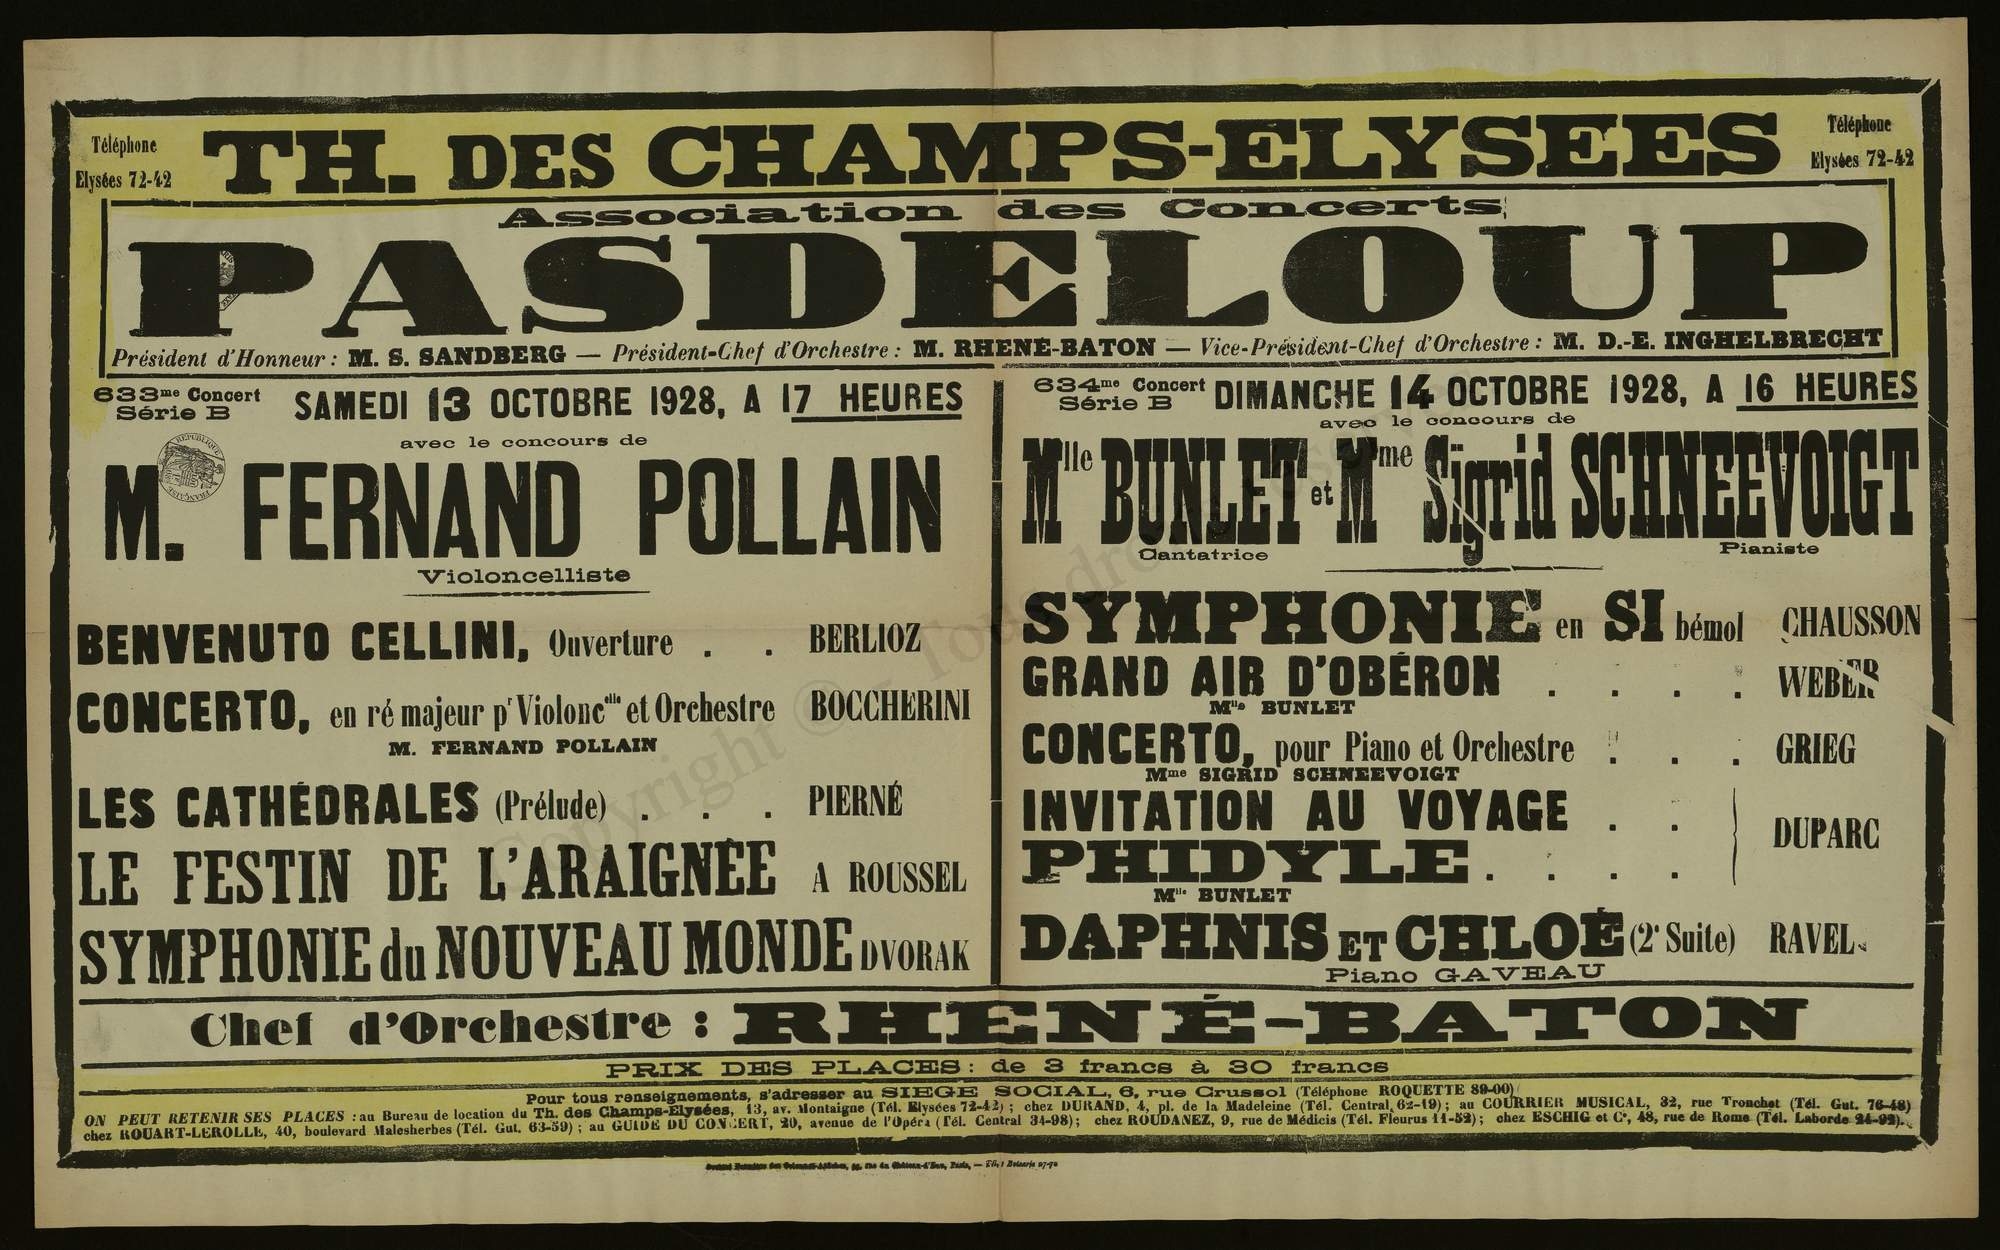 Téléphone
Elysées 72-42
TH. DES CHAMPS-ELYSEES
Téléphone
Elysées 72-42
Association des Concerts
PASDELOUP
Président d'Honneur : M. S. SANDBERG — Président-Chef d'Orchestre : M. RHENÉ-BATON — Vice-Président-Chef d'Orchestre : M. D.-E. INGHELBRECHT
633me Concert
Série B
SAMEDI 13 OCTOBRE 1928, A 17 HEURES
avec le concours de
M. FERNAND POLLAIN
Violoncelliste
BENVENUTO CELLINI, Ouverture . . BERLIOZ
CONCERTO, en ré majeur pr Violoncelle et Orchestre BOCCHERINI
M. FERNAND POLLAIN
LES CATHÉDRALES (Prélude) . . . PIERNÉ
LE FESTIN DE L'ARAIGNÉE A ROUSSEL
SYMPHONIE du NOUVEAU MONDE DVORAK
634me Concert
Série B
DIMANCHE 14 OCTOBRE 1928, A 16 HEURES
avec le concours de
Mlle BUNLET et Mme Sigrid SCHNEEVOIGT
Cantatrice
Pianiste
SYMPHONIE en SI bémol CHAUSSON
GRAND AIR D'OBÉRON . . . . WEBER
Mlle BUNLET
CONCERTO, pour Piano et Orchestre . . . GRIEG
Mme SIGRID SCHNEEVOIGT
INVITATION AU VOYAGE . .
PHIDYLE . . . .
DUPARC
Mlle BUNLET
DAPHNIS ET CHLOÉ (2e Suite) RAVEL
Piano GAVEAU
Chef d'Orchestre : RHENÉ-BATON
PRIX DES PLACES : de 3 francs à 30 francs
Pour tous renseignements, s'adresser au SIEGE SOCIAL, 6, rue Crussol (Téléphone ROQUETTE 89-00)
ON PEUT RETENIR SES PLACES : au Bureau de location du Th. des Champs-Elysées, 13, av. Montaigne (Tél. Elysées 72-42) ; chez DURAND, 4, pl. de la Madeleine (Tél. Central, 62-19) ; au COURRIER MUSICAL, 32, rue Tronchet (Tél. Gut. 76-48)
chez ROUART-LEROLLE, 40, boulevard Malesherbes (Tél. Gut. 63-59) ; au GUIDE DU CONCERT, 20, avenue de l'Opéra (Tél. Central 34-98) ; chez ROUDANEZ, 9, rue de Médicis (Tél. Fleurus 11-52) ; chez ESCHIG et Cie, 48, rue de Rome (Tél. Laborde 24-92).
RÉPUBLIQUE FRANÇAISE
Copyright © - Tous droits